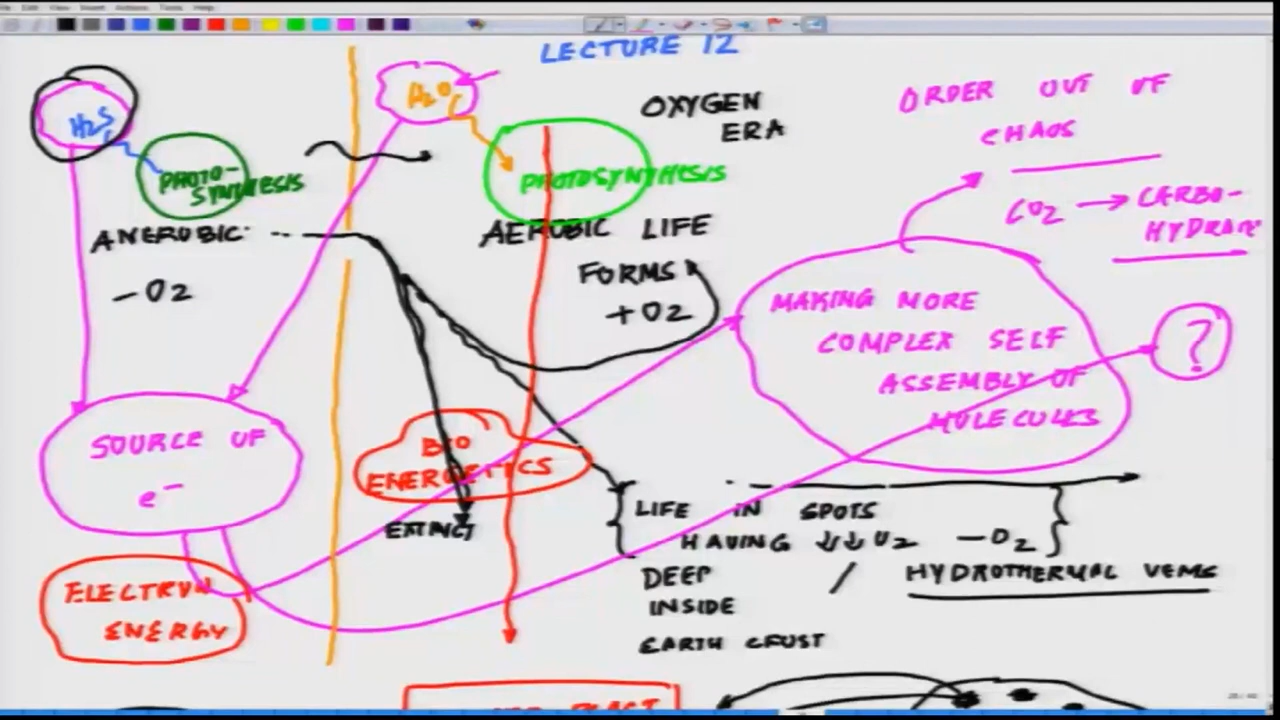 LECTURE 12
H2S
PHOTO-
SYNTHESIS
ANEROBIC
-O2
H2O
OXYGEN
ERA
PHOTOSYNTHESIS
AEROBIC LIFE
FORMS
+O2
ORDER OUT OF
CHAOS
CO2 → CARBO-
HYDRATE
MAKING MORE
COMPLEX SELF
ASSEMBLY OF
MOLECULES
?
SOURCE OF
e-
BIO
ENERGETICS
EXTINCT
ELECTRON
ENERGY
LIFE IN SPOTS
HAVING ↓↓ O2 -O2
DEEP / HYDROTHERMAL VENTS
INSIDE
EARTH CRUST